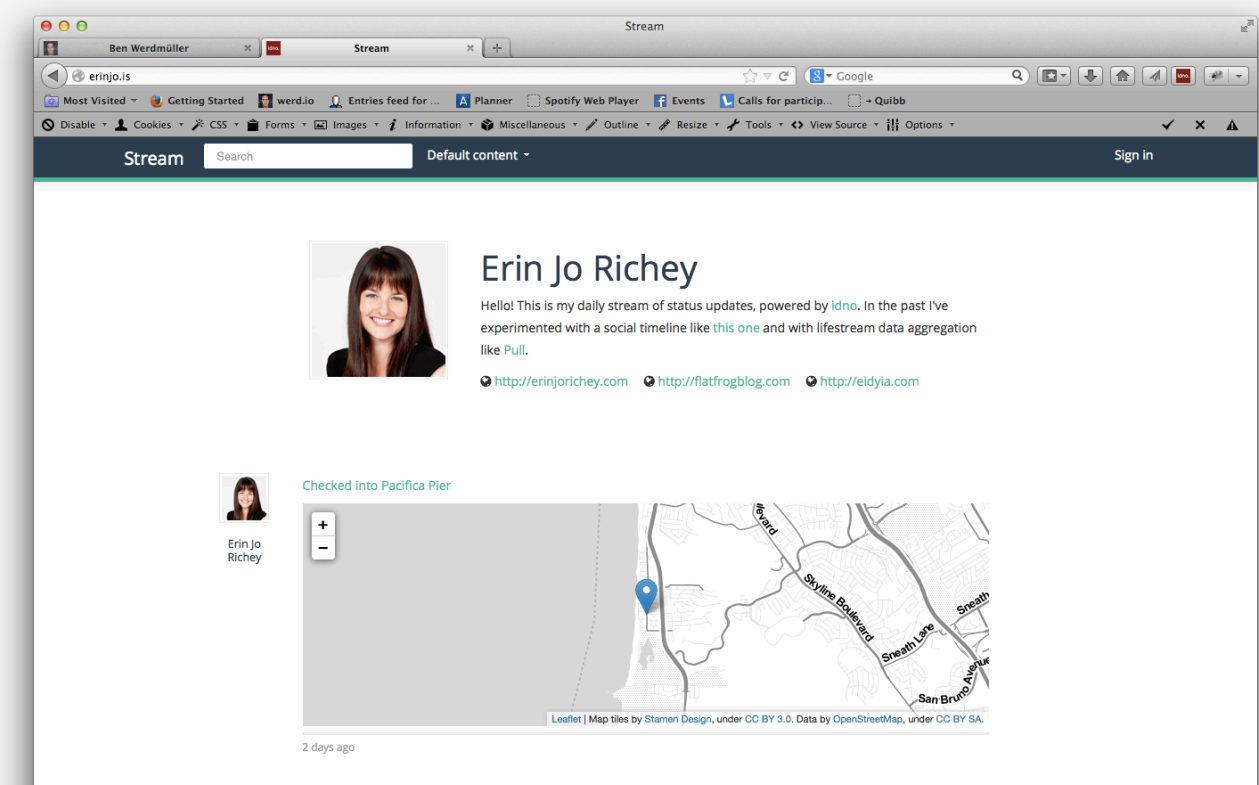 Stream
Ben Werdmüller
idno. Stream
erinjo.is
Google
idno.
Most Visited Getting Started werd.io Entries feed for ... Planner Spotify Web Player Events Calls for particip... → Quibb
Disable Cookies CSS Forms Images Information Miscellaneous Outline Resize Tools View Source Options
Stream Search Default content Sign in
Erin Jo Richey
Hello! This is my daily stream of status updates, powered by idno. In the past I've
experimented with a social timeline like this one and with lifestream data aggregation
like Pull.
http://erinjorichey.com http://flatfrogblog.com http://eidyia.com
Checked into Pacifica Pier
Erin Jo
Richey
+
−
Skyline Boulevard
Sneath Lane
Sneath
San Bruno Avenue
Leaflet | Map tiles by Stamen Design, under CC BY 3.0. Data by OpenStreetMap, under CC BY SA.
2 days ago